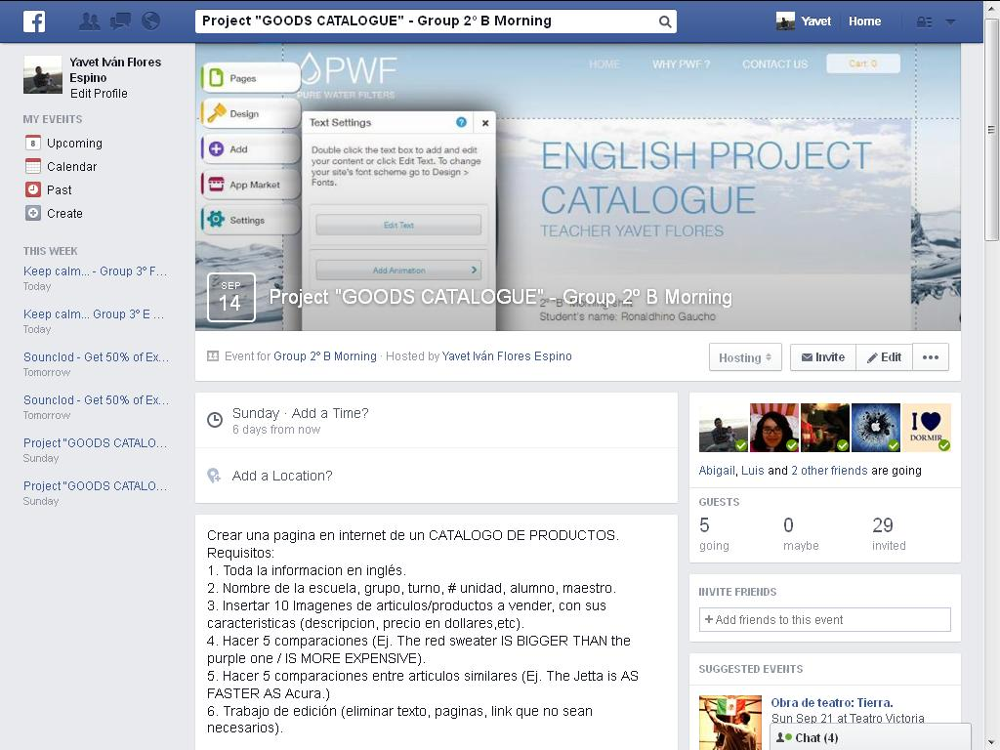 Project "GOODS CATALOGUE" - Group 2° B Morning
Yavet
Home
Yavet Iván Flores
Espino
Edit Profile
MY EVENTS
8 Upcoming
Calendar
Past
Create
THIS WEEK
Keep calm... - Group 3° F...
Today
Keep calm... Group 3° E ...
Today
Sounclod - Get 50% of Ex...
Tomorrow
Sounclod - Get 50% of Ex...
Tomorrow
Project "GOODS CATALO...
Sunday
Project "GOODS CATALO...
Sunday
Pages
Design
Add
App Market
Settings
PWF
PURE WATER FILTERS
HOME
WHY PWF ?
CONTACT US
Cart: 0
Text Settings
Double click the text box to add and edit
your content or click Edit Text. To change
your site's font scheme go to Design >
Fonts.
Edit Text
Add Animation
ENGLISH PROJECT
CATALOGUE
TEACHER YAVET FLORES
Student's name: Ronaldhino Gaucho
SEP
14
Project "GOODS CATALOGUE" - Group 2° B Morning
Event for Group 2° B Morning · Hosted by Yavet Iván Flores Espino
Hosting
Invite
Edit
Sunday · Add a Time?
6 days from now
Add a Location?
Crear una pagina en internet de un CATALOGO DE PRODUCTOS.
Requisitos:
1. Toda la informacion en inglés.
2. Nombre de la escuela, grupo, turno, # unidad, alumno, maestro.
3. Insertar 10 Imagenes de articulos/productos a vender, con sus
caracteristicas (descripcion, precio en dollares,etc).
4. Hacer 5 comparaciones (Ej. The red sweater IS BIGGER THAN the
purple one / IS MORE EXPENSIVE).
5. Hacer 5 comparaciones entre articulos similares (Ej. The Jetta is AS
FASTER AS Acura.)
6. Trabajo de edición (eliminar texto, paginas, link que no sean
necesarios).
I
DORMIR
Abigail, Luis and 2 other friends are going
GUESTS
5
going
0
maybe
29
invited
INVITE FRIENDS
+ Add friends to this event
SUGGESTED EVENTS
Obra de teatro: Tierra.
Sun Sep 21 at Teatro Victoria
Chat (4)